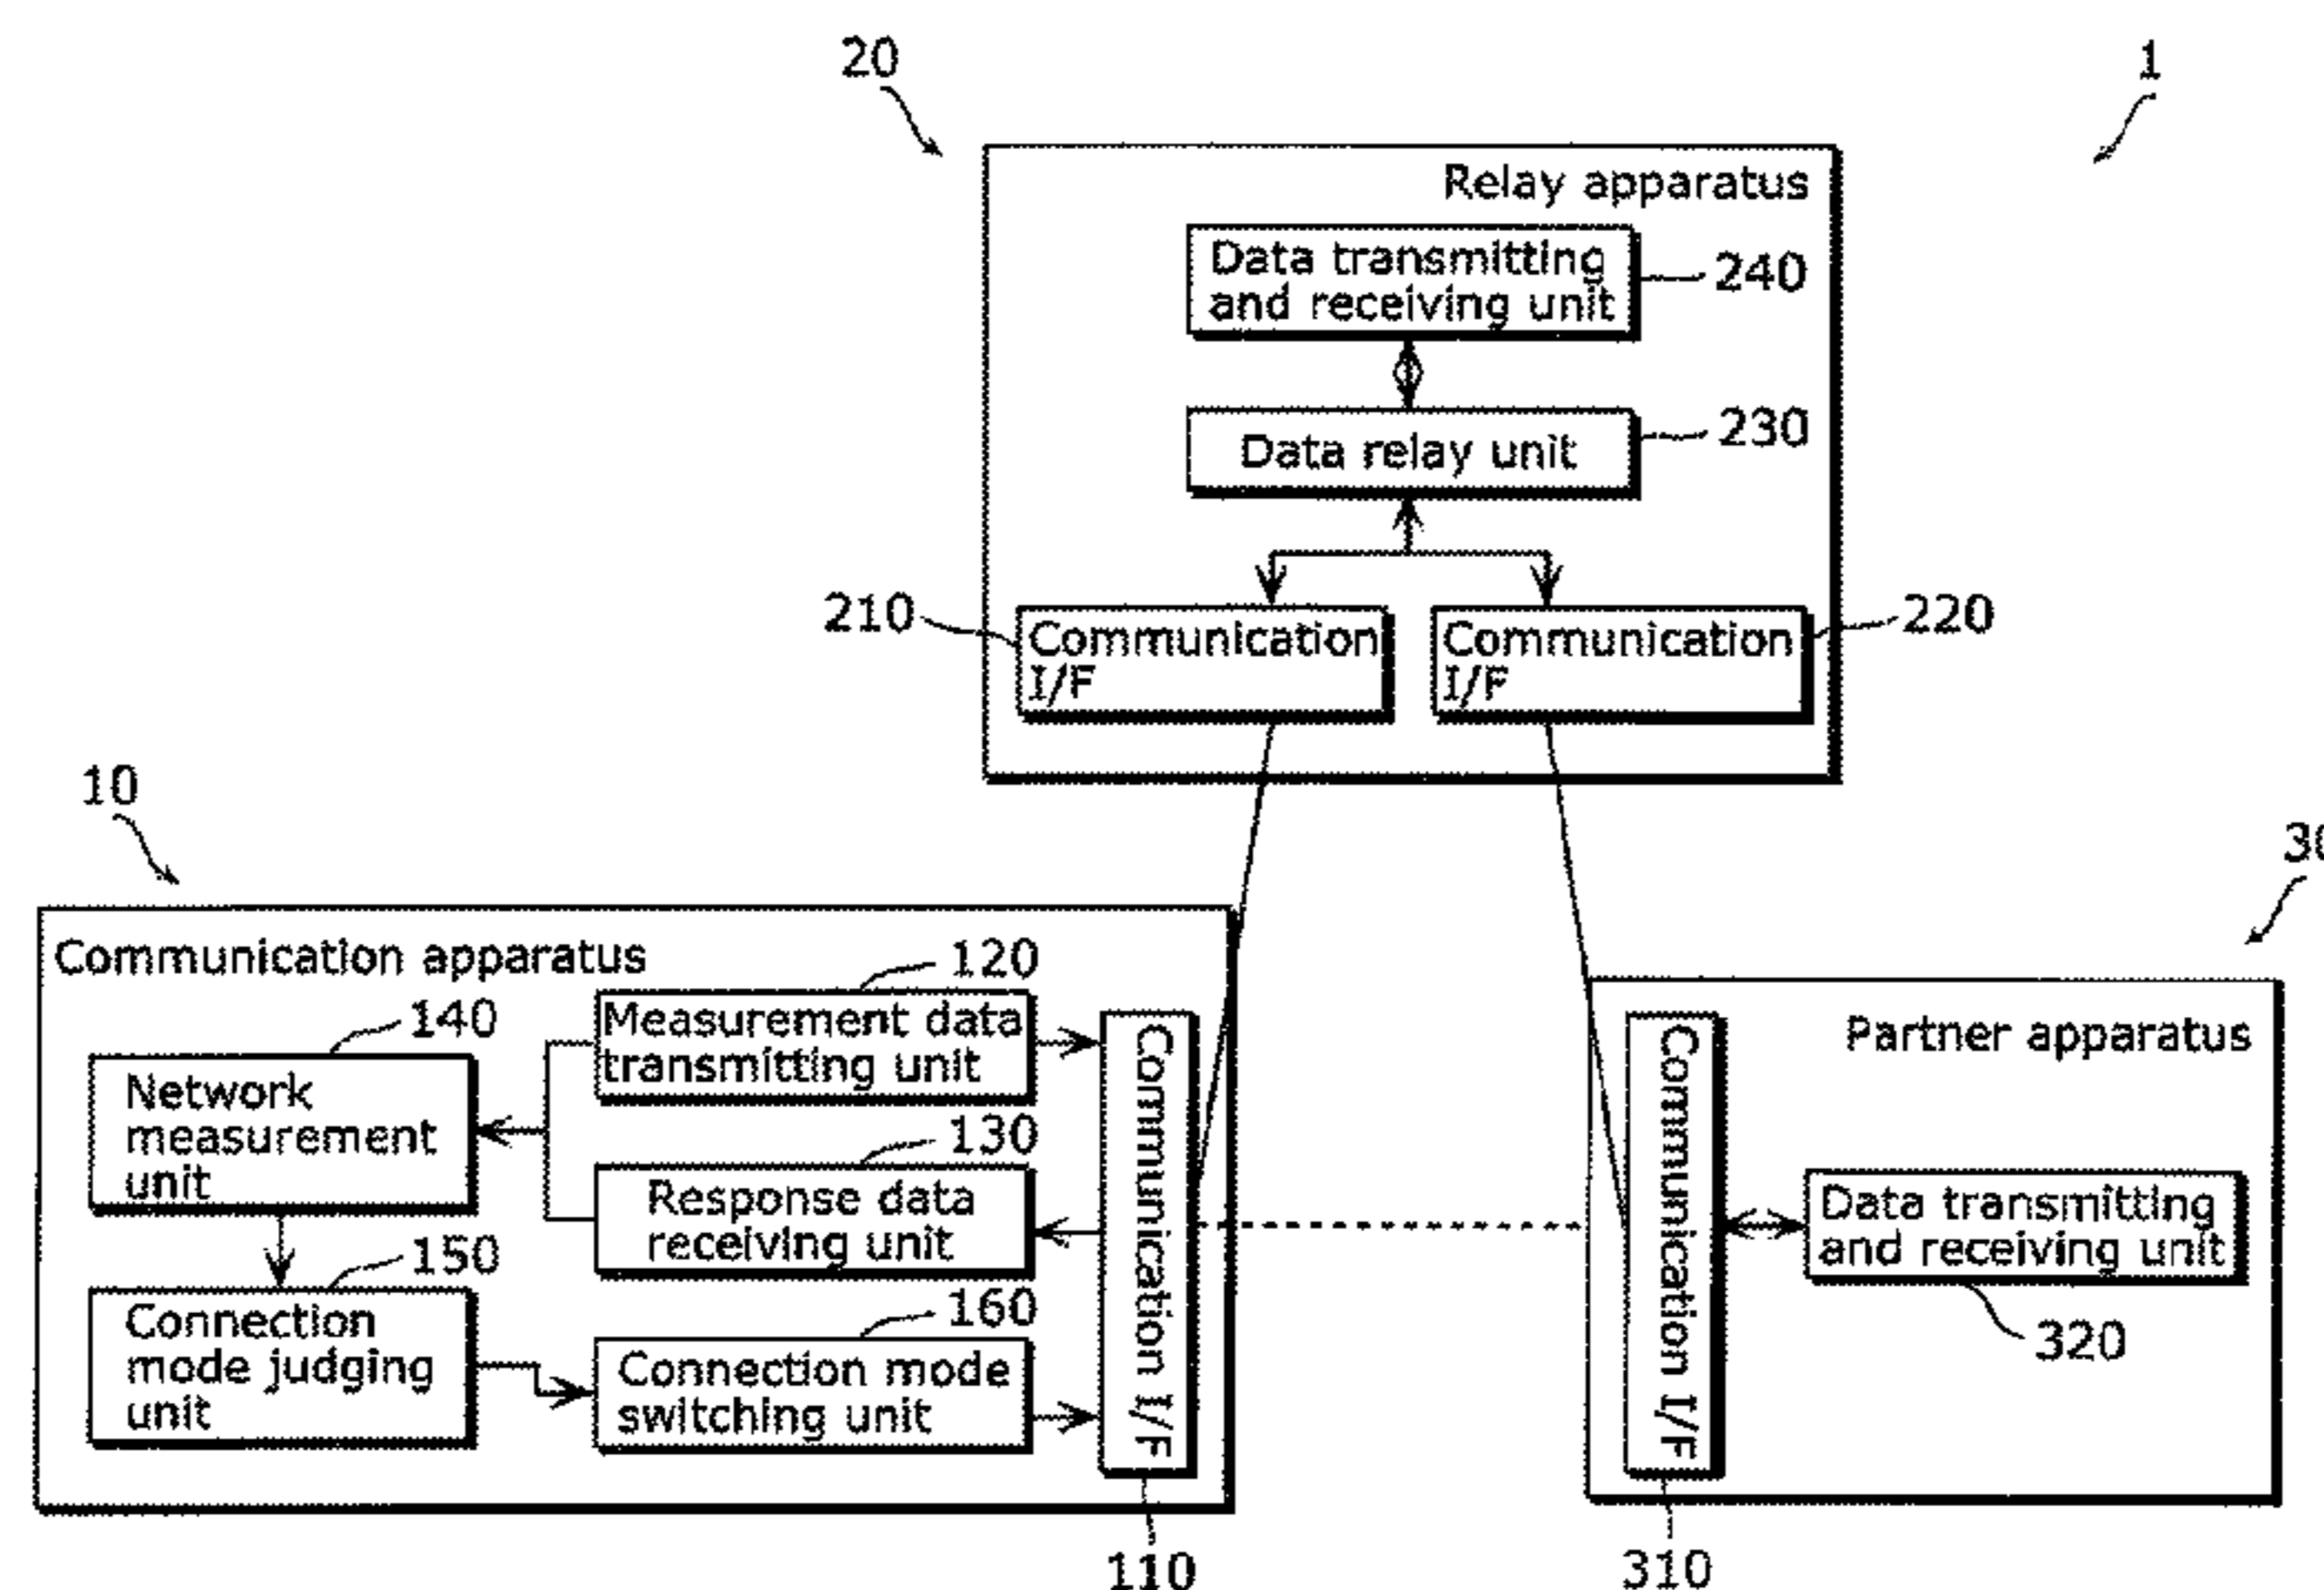 20
1
Relay apparatus
Data transmitting
and receiving unit
240
Data relay unit
230
210
Communication
I/F
Communication
I/F
220
10
30
Communication apparatus
120
Measurement data
transmitting unit
140
Network
measurement
unit
130
Response data
receiving unit
150
Connection
mode judging
unit
160
Connection mode
switching unit
Communication I/F
110
Partner apparatus
Communication I/F
Data transmitting
and receiving unit
320
310